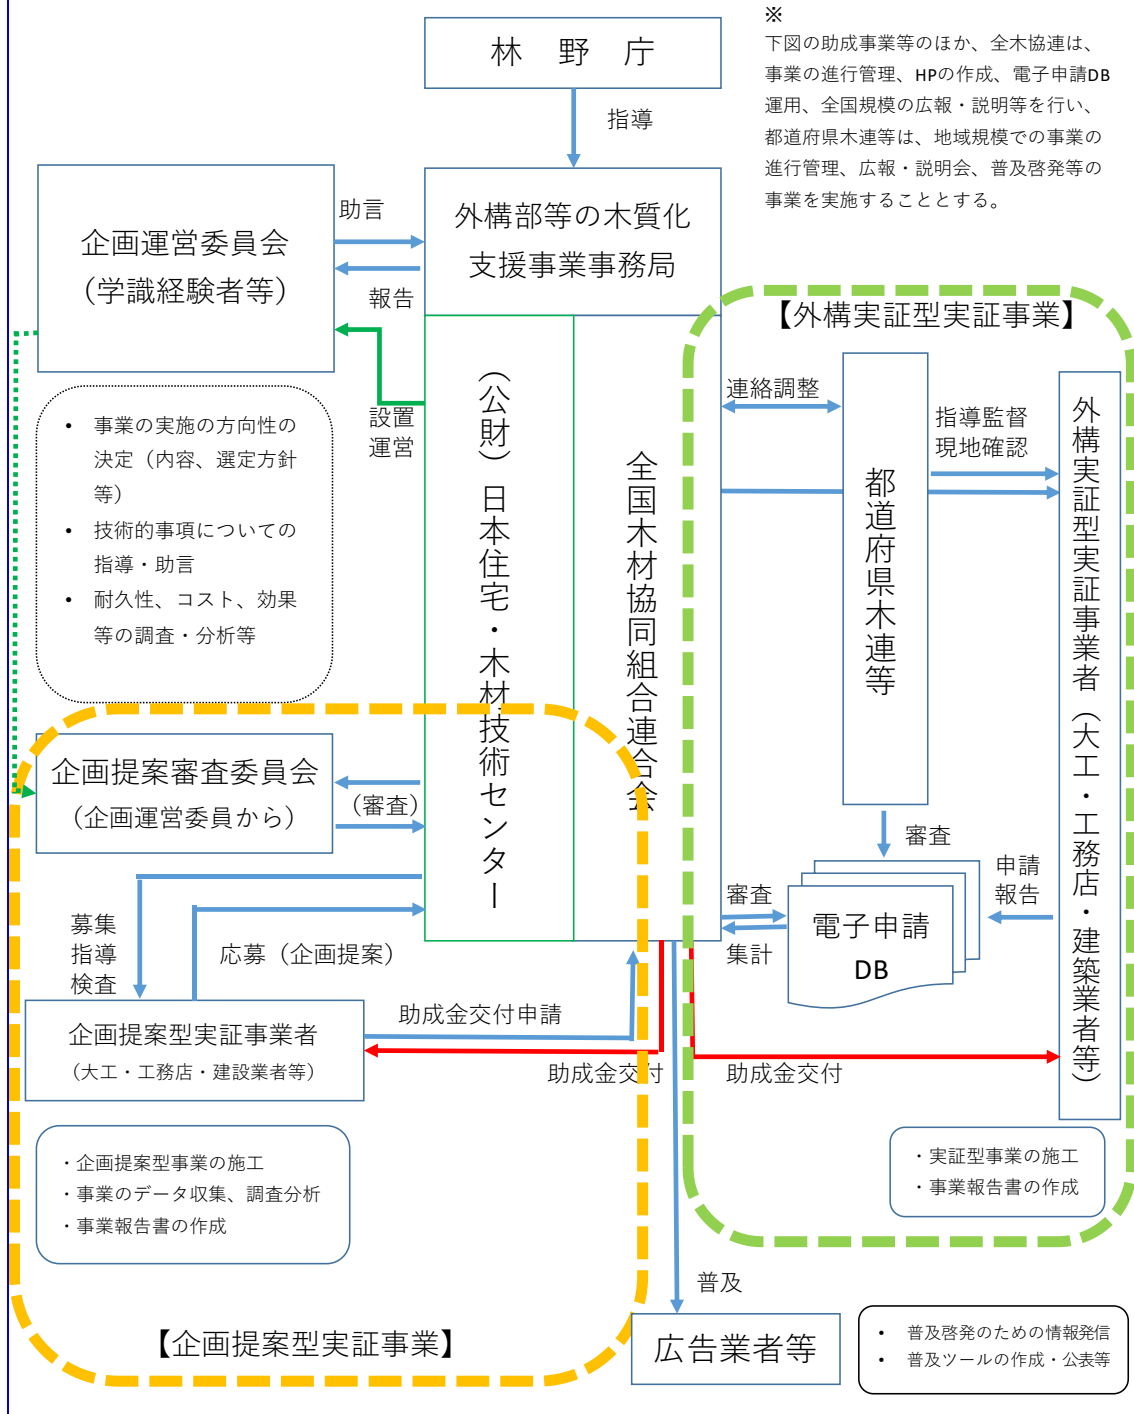 林 野 庁
※
下図の助成事業等のほか、全木協連は、
事業の進行管理、HPの作成、電子申請DB
運用、全国規模の広報・説明等を行い、
都道府県木連等は、地域規模での事業の
進行管理、広報・説明会、普及啓発等の
事業を実施することとする。
指導
企画運営委員会
（学識経験者等）
助言
報告
外構部等の木質化
支援事業事務局
設置
運営
・ 事業の実施の方向性の
決定（内容、選定方針
等）
・ 技術的事項についての
指導・助言
・ 耐久性、コスト、効果
等の調査・分析等
（公財）日本住宅・木材技術センター
全国木材協同組合連合会
【外構実証型実証事業】
連絡調整
都道府県木連等
指導監督
現地確認
外構実証型実証事業者（大工・工務店・建築業者等）
企画提案審査委員会
（企画運営委員から）
（審査）
審査
申請
報告
審査
集計
電子申請
DB
募集
指導
検査
応募（企画提案）
企画提案型実証事業者
（大工・工務店・建設業者等）
助成金交付申請
助成金交付
助成金交付
・企画提案型事業の施工
・事業のデータ収集、調査分析
・事業報告書の作成
・実証型事業の施工
・事業報告書の作成
普及
【企画提案型実証事業】
広告業者等
・ 普及啓発のための情報発信
・ 普及ツールの作成・公表等